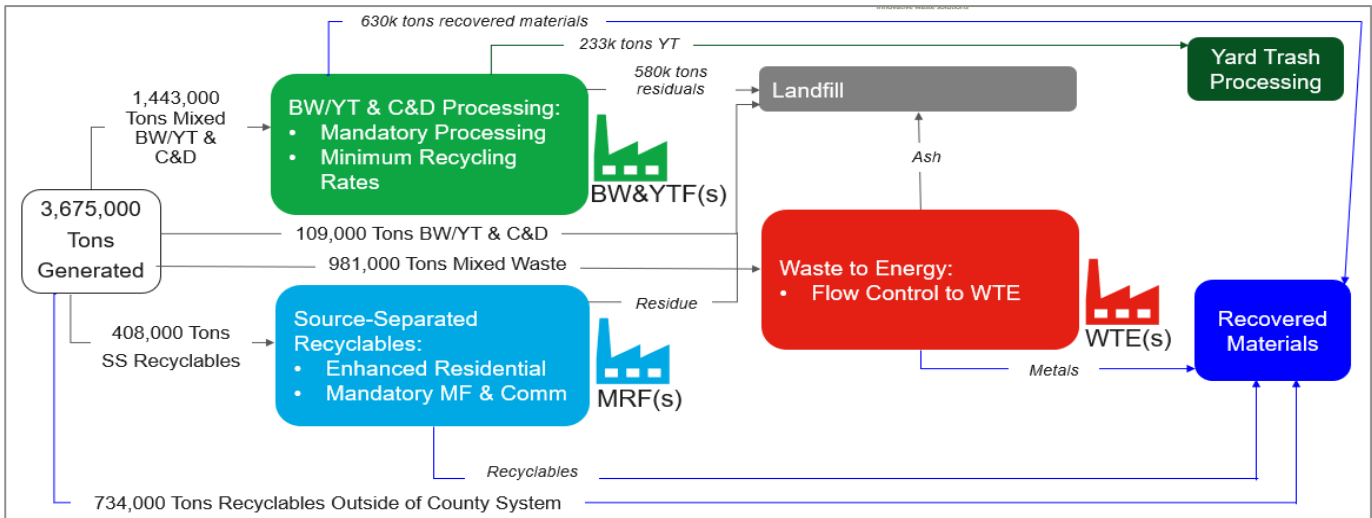 630k tons recovered materials
233k tons YT
Yard Trash
Processing
580k tons
residuals
Landfill
1,443,000
Tons Mixed
BW/YT &
C&D
BW/YT & C&D Processing:
• Mandatory Processing
• Minimum Recycling
Rates
BW&YTF(s)
Ash
3,675,000
Tons
Generated
109,000 Tons BW/YT & C&D
981,000 Tons Mixed Waste
Waste to Energy:
• Flow Control to WTE
WTE(s)
Residue
408,000 Tons
SS Recyclables
Source-Separated
Recyclables:
• Enhanced Residential
• Mandatory MF & Comm
MRF(s)
Metals
Recovered
Materials
Recyclables
734,000 Tons Recyclables Outside of County System